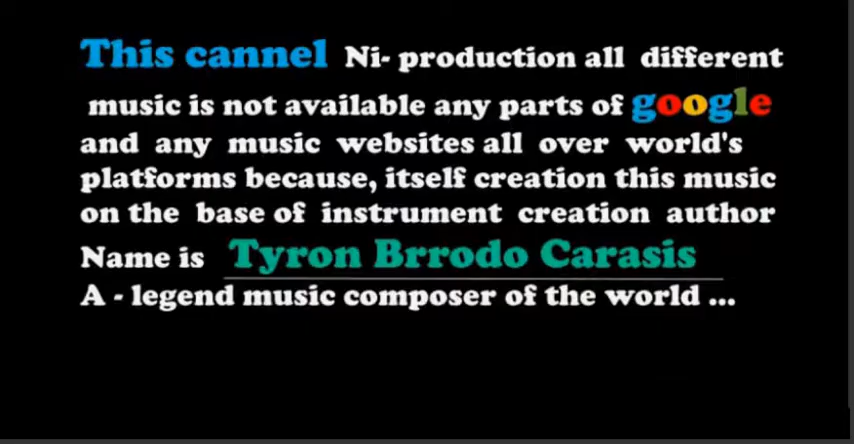 This cannel Ni- production all different
music is not available any parts of google
and any music websites all over world's
platforms because, itself creation this music
on the base of instrument creation author
Name is Tyron Brrodo Carasis
A - legend music composer of the world ...